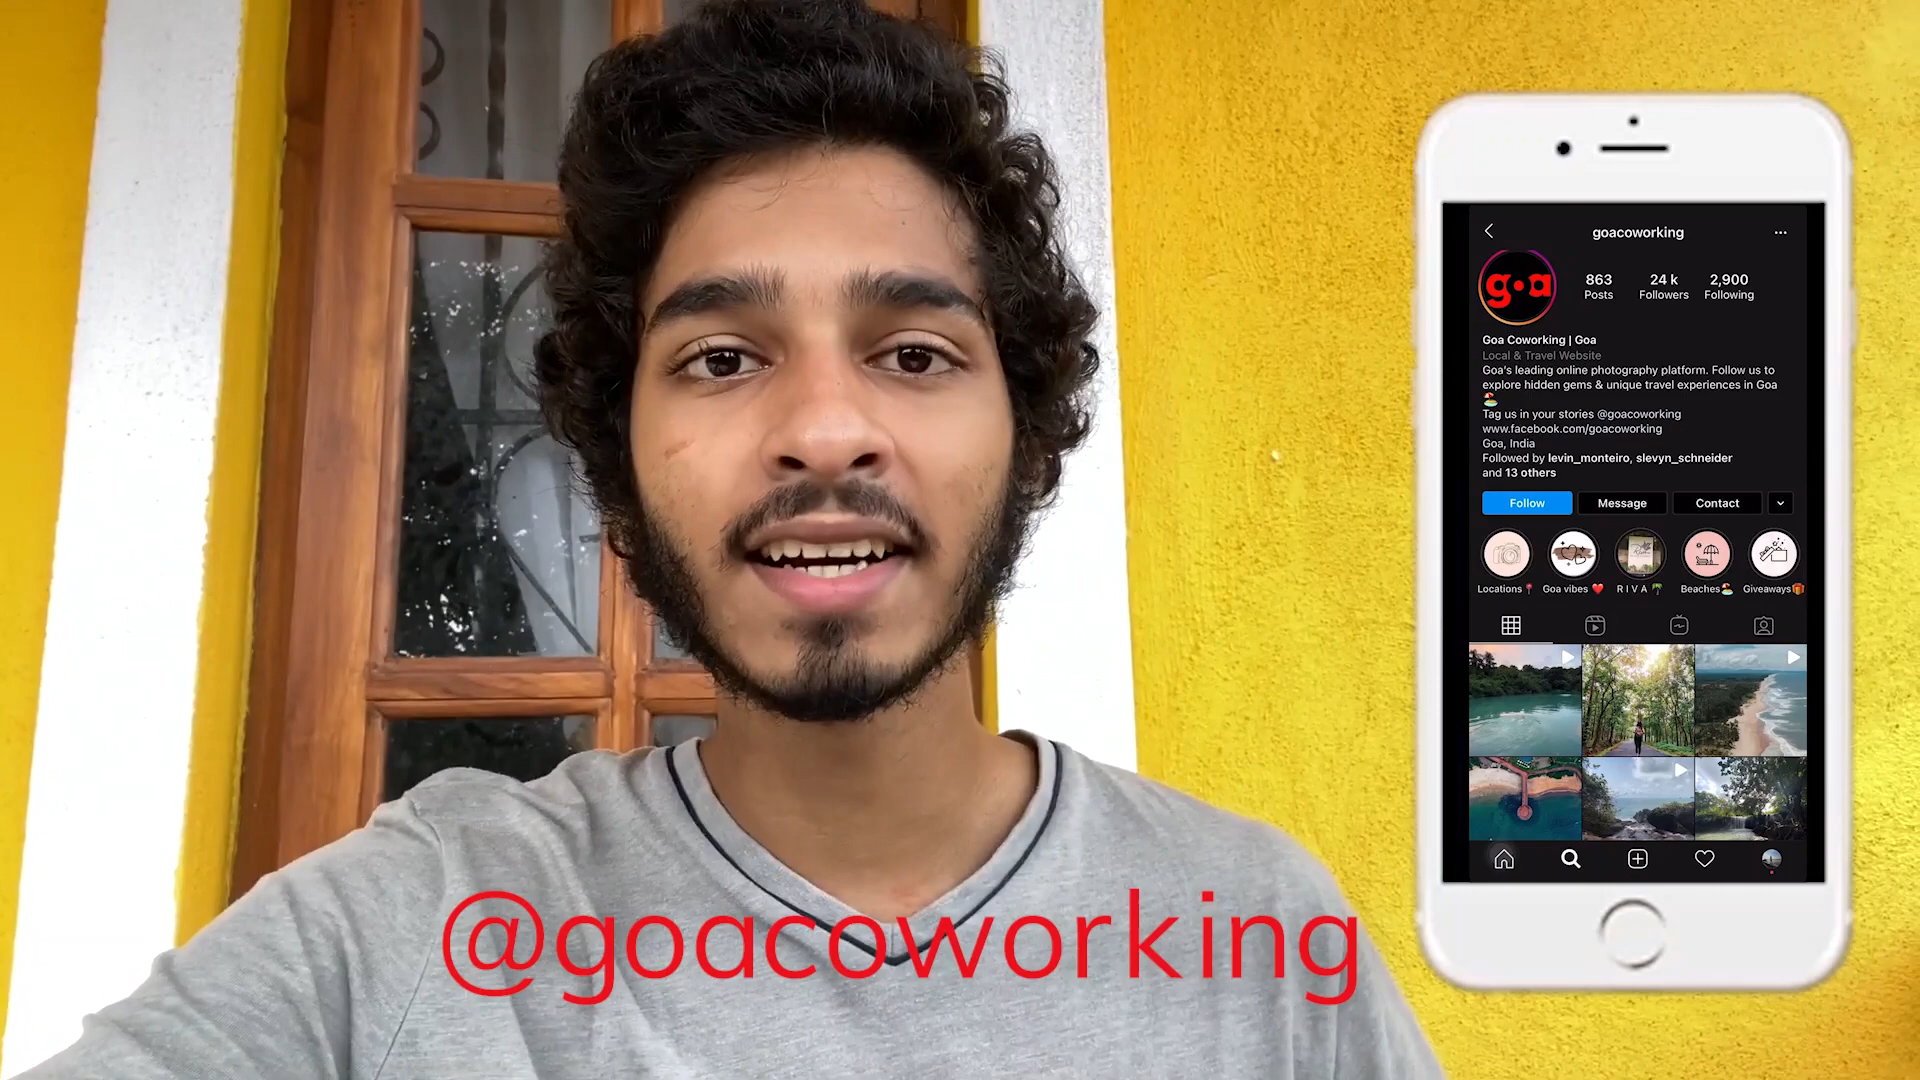 goacoworking
g•a
863 24 k 2,900
Posts Followers Following
Goa Coworking | Goa
Local & Travel Website
Goa's leading online photography platform. Follow us to
explore hidden gems & unique travel experiences in Goa
🏖️
Tag us in your stories @goacoworking
www.facebook.com/goacoworking
Goa, India
Followed by levin_monteiro, slevyn_schneider
and 13 others
Follow Message Contact
Locations📍 Goa vibes ❤️ R I V A 🌴 Beaches🏖️ Giveaways🎁
@goacoworking